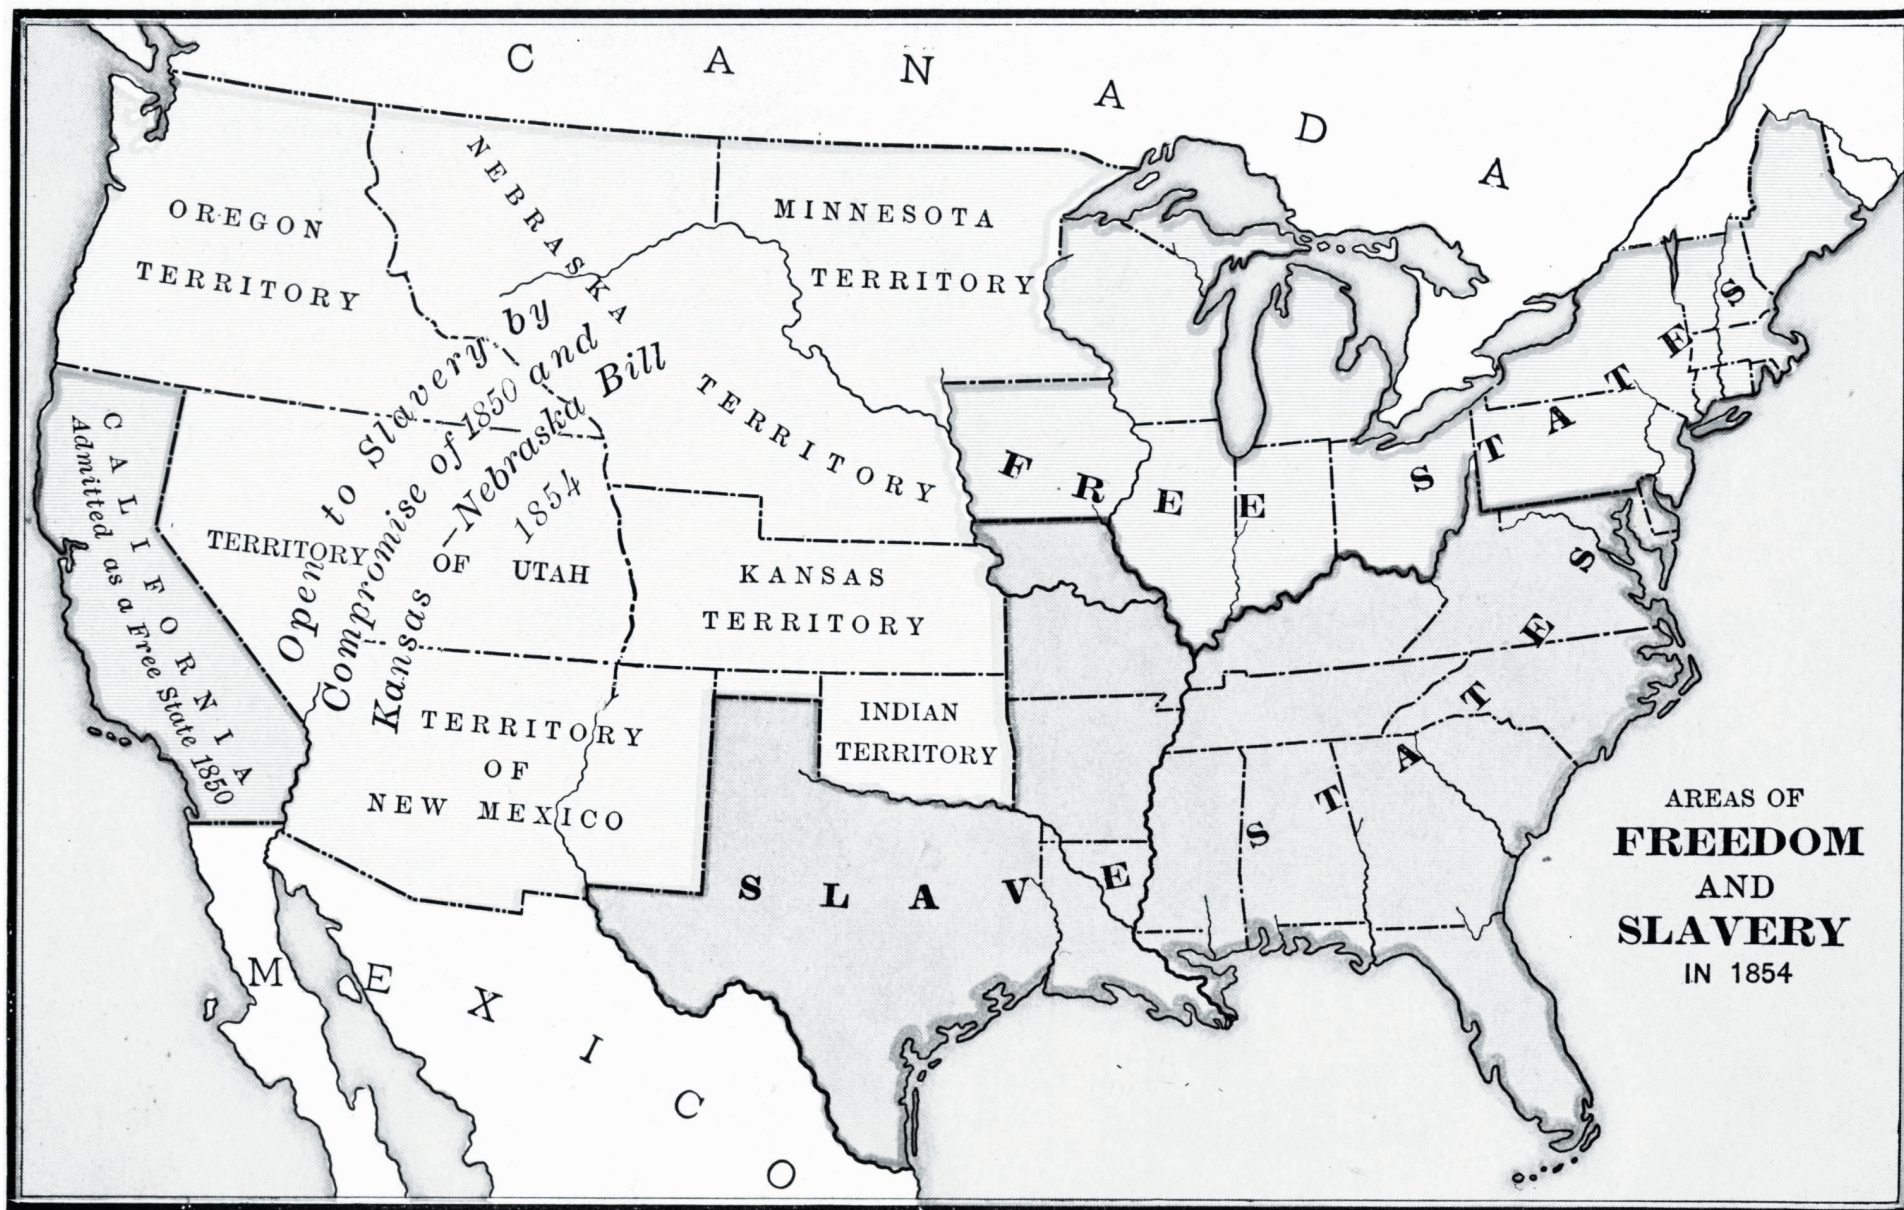 CANADA
OREGON
TERRITORY
NEBRASKA
TERRITORY
MINNESOTA
TERRITORY
CALIFORNIA
Admitted as a Free State 1850
Open to Slavery by
Compromise of 1850 and
Kansas—Nebraska Bill
1854
TERRITORY OF UTAH
KANSAS
TERRITORY
FREE STATES
TERRITORY
OF
NEW MEXICO
INDIAN
TERRITORY
SLAVE STATES
MEXICO
AREAS OF
FREEDOM
AND
SLAVERY
IN 1854